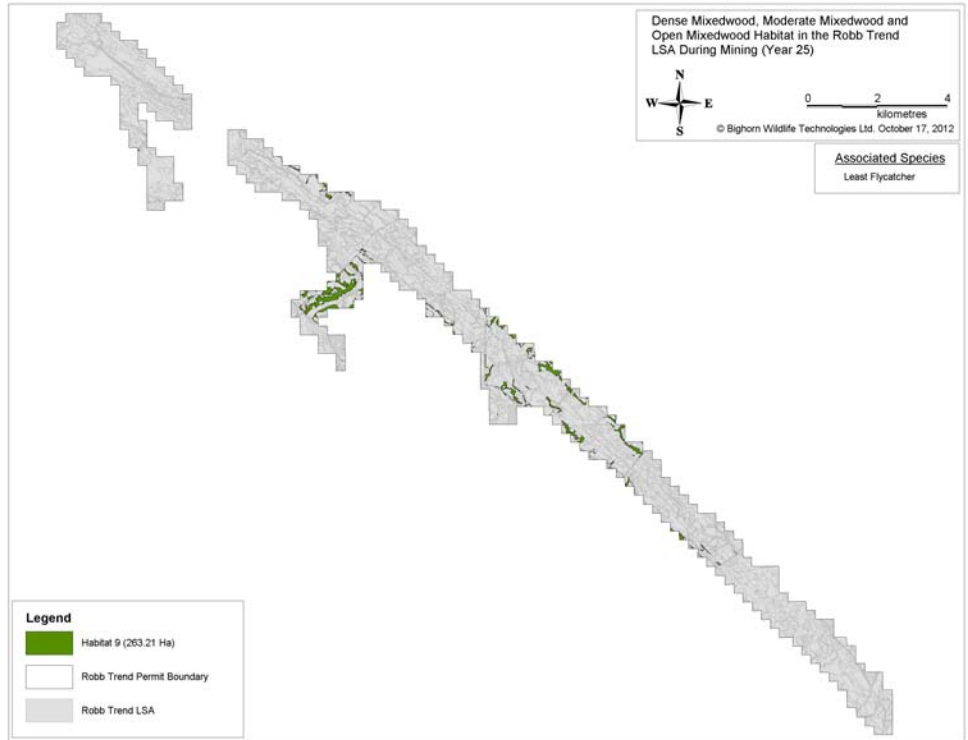 Dense Mixedwood, Moderate Mixedwood and
Open Mixedwood Habitat in the Robb Trend
LSA During Mining (Year 25)
N
W E
S
0 2 4
kilometres
© Bighorn Wildlife Technologies Ltd. October 17, 2012
Associated Species
Least Flycatcher
Legend
Habitat 9 (263.21 Ha)
Robb Trend Permit Boundary
Robb Trend LSA